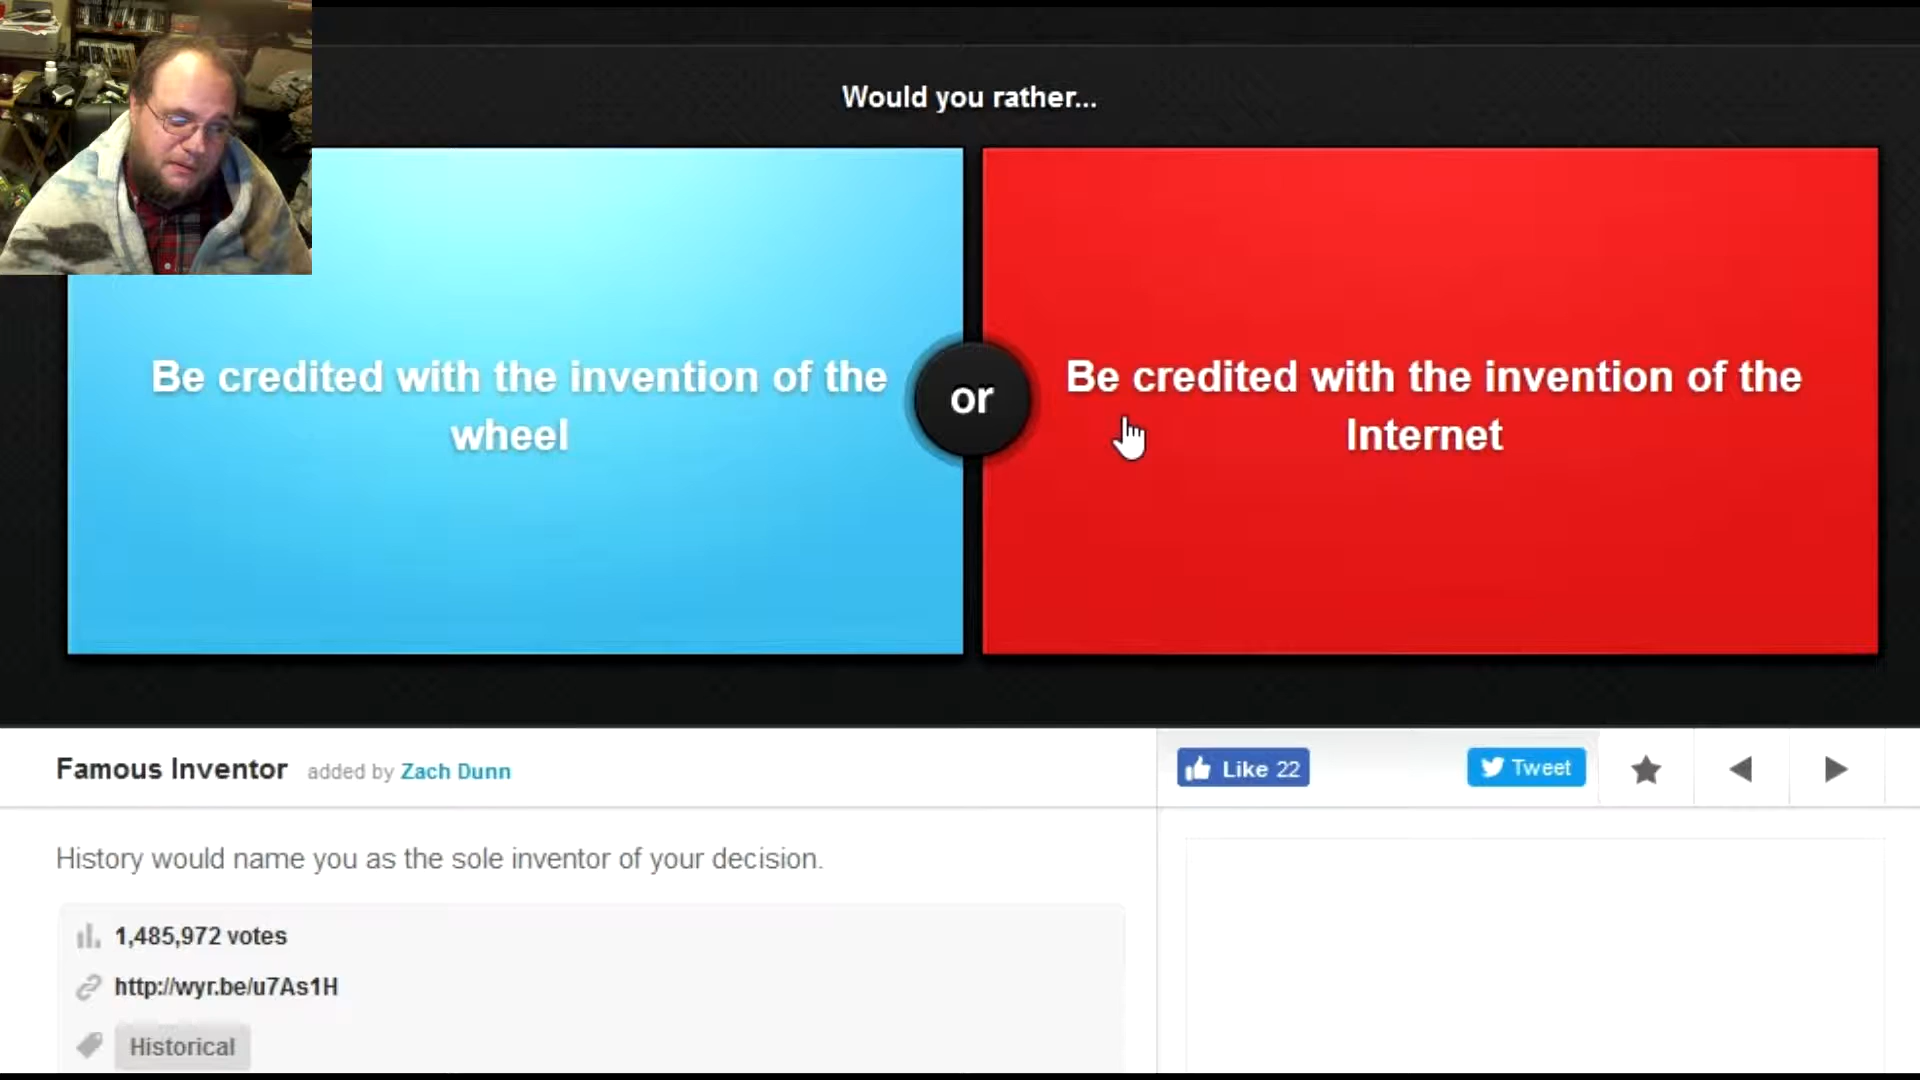 Would you rather...
Be credited with the invention of the
wheel
or
Be credited with the invention of the
Internet
Famous Inventor added by Zach Dunn
Like 22
Tweet
History would name you as the sole inventor of your decision.
1,485,972 votes
http://wyr.be/u7As1H
Historical